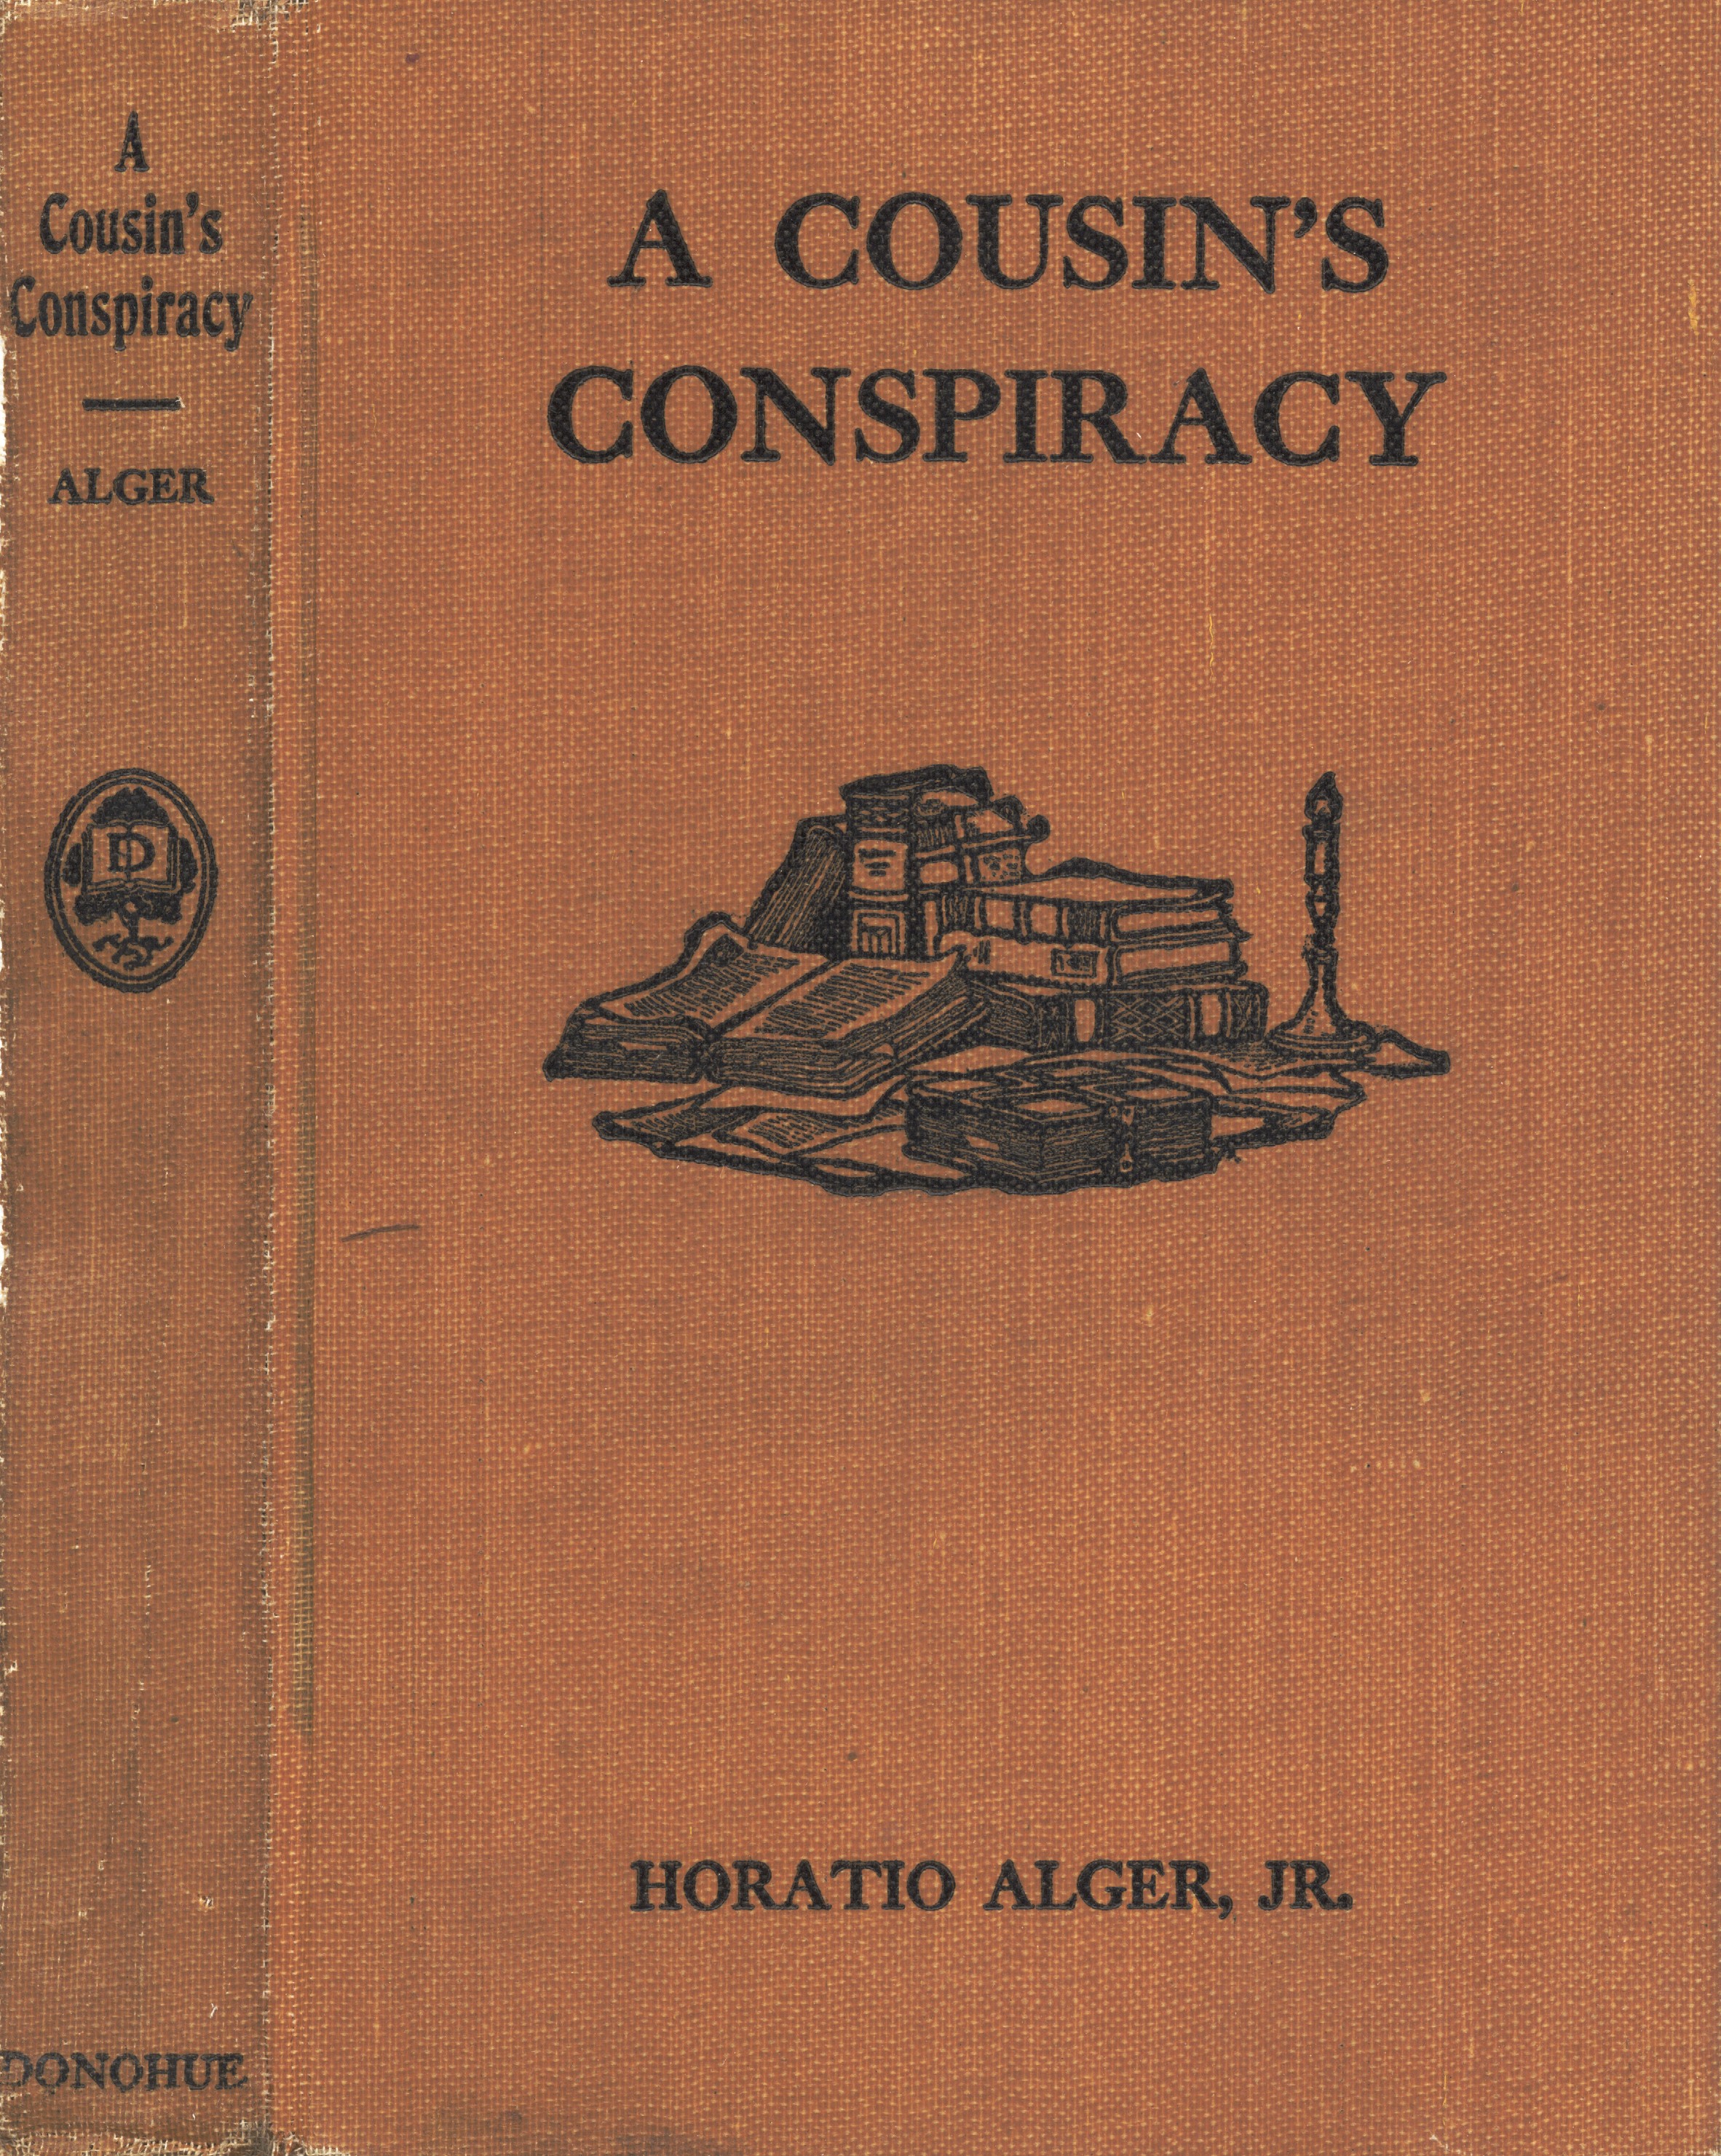 A
Cousin's
Conspiracy
ALGER
DONOHUE
A COUSIN'S
CONSPIRACY
HORATIO ALGER, JR.